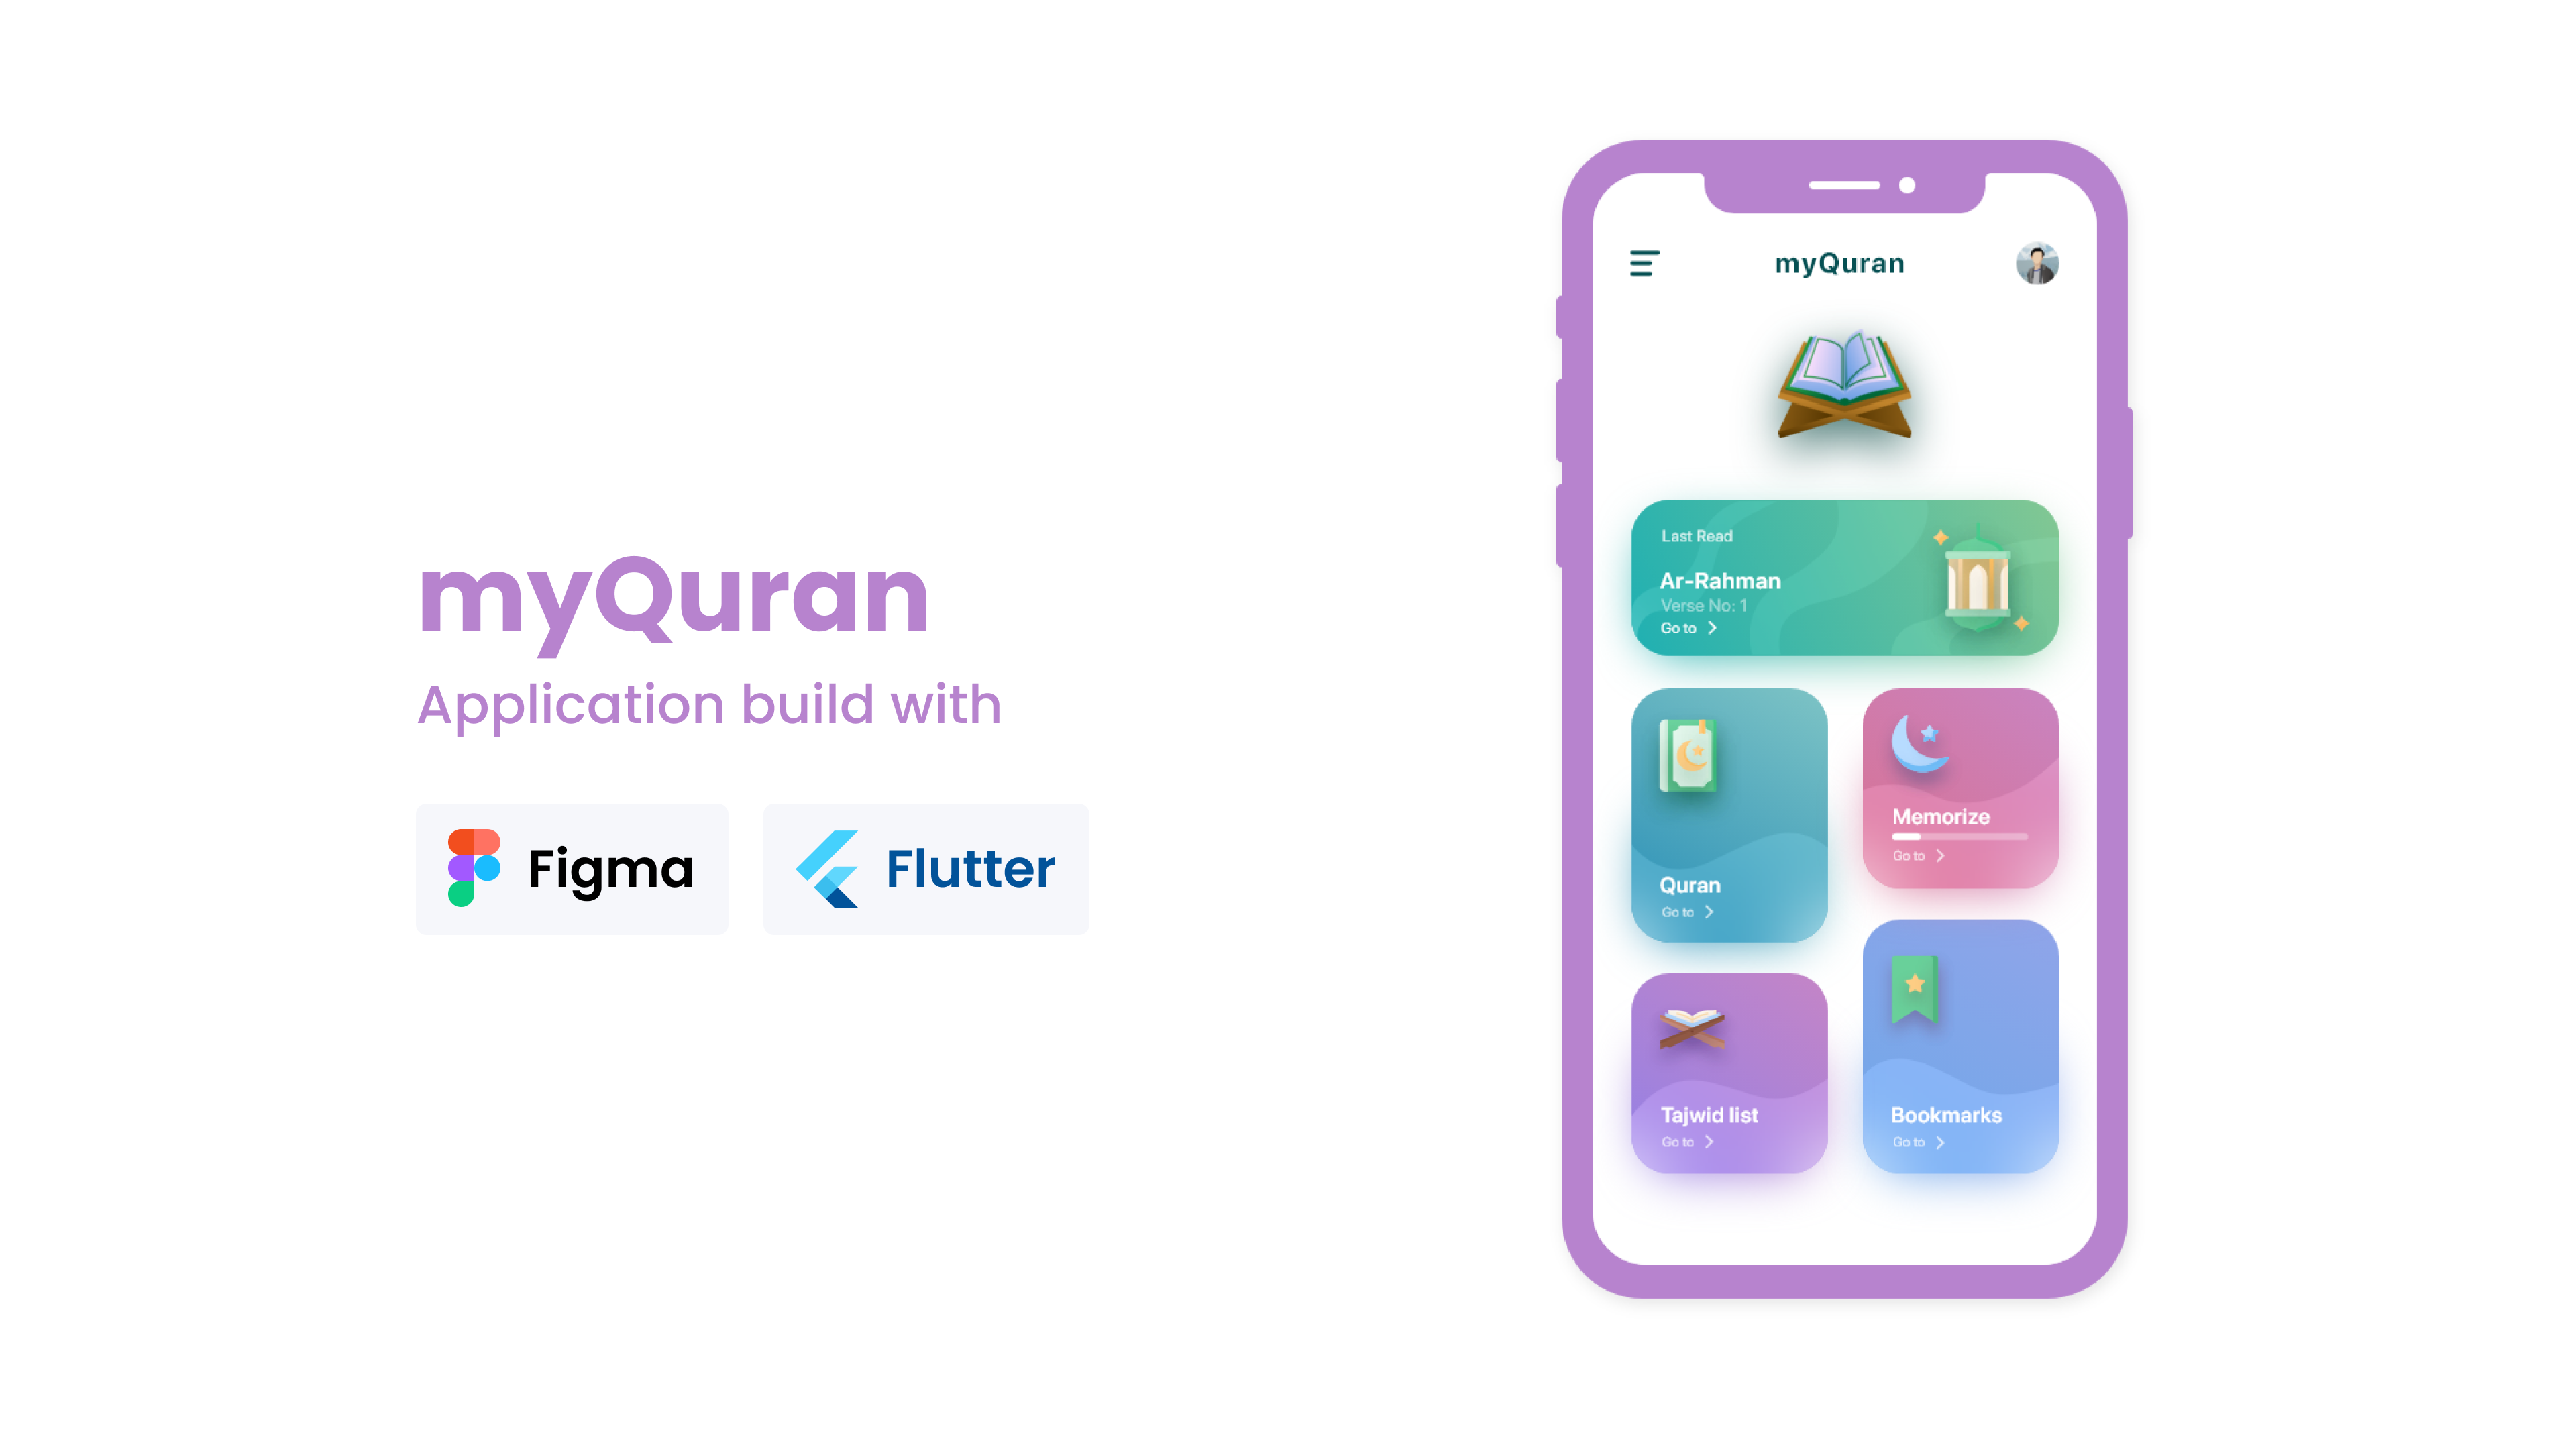 myQuran
Application build with
Figma
Flutter
myQuran
Last Read
Ar-Rahman
Verse No: 1
Go to
Quran
Go to
Memorize
Go to
Tajwid list
Go to
Bookmarks
Go to